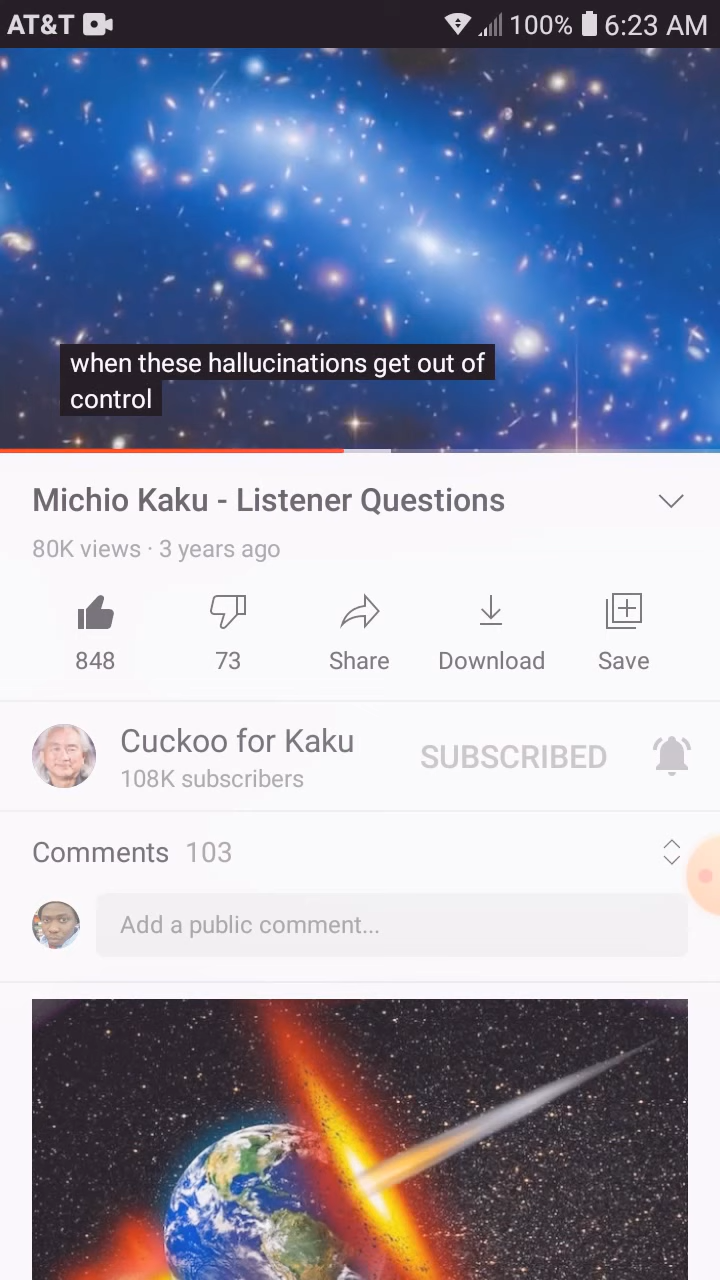 AT&T 100% 6:23 AM
when these hallucinations get out of
control
Michio Kaku - Listener Questions
80K views · 3 years ago
848 73 Share Download Save
Cuckoo for Kaku
SUBSCRIBED
108K subscribers
Comments 103
Add a public comment...